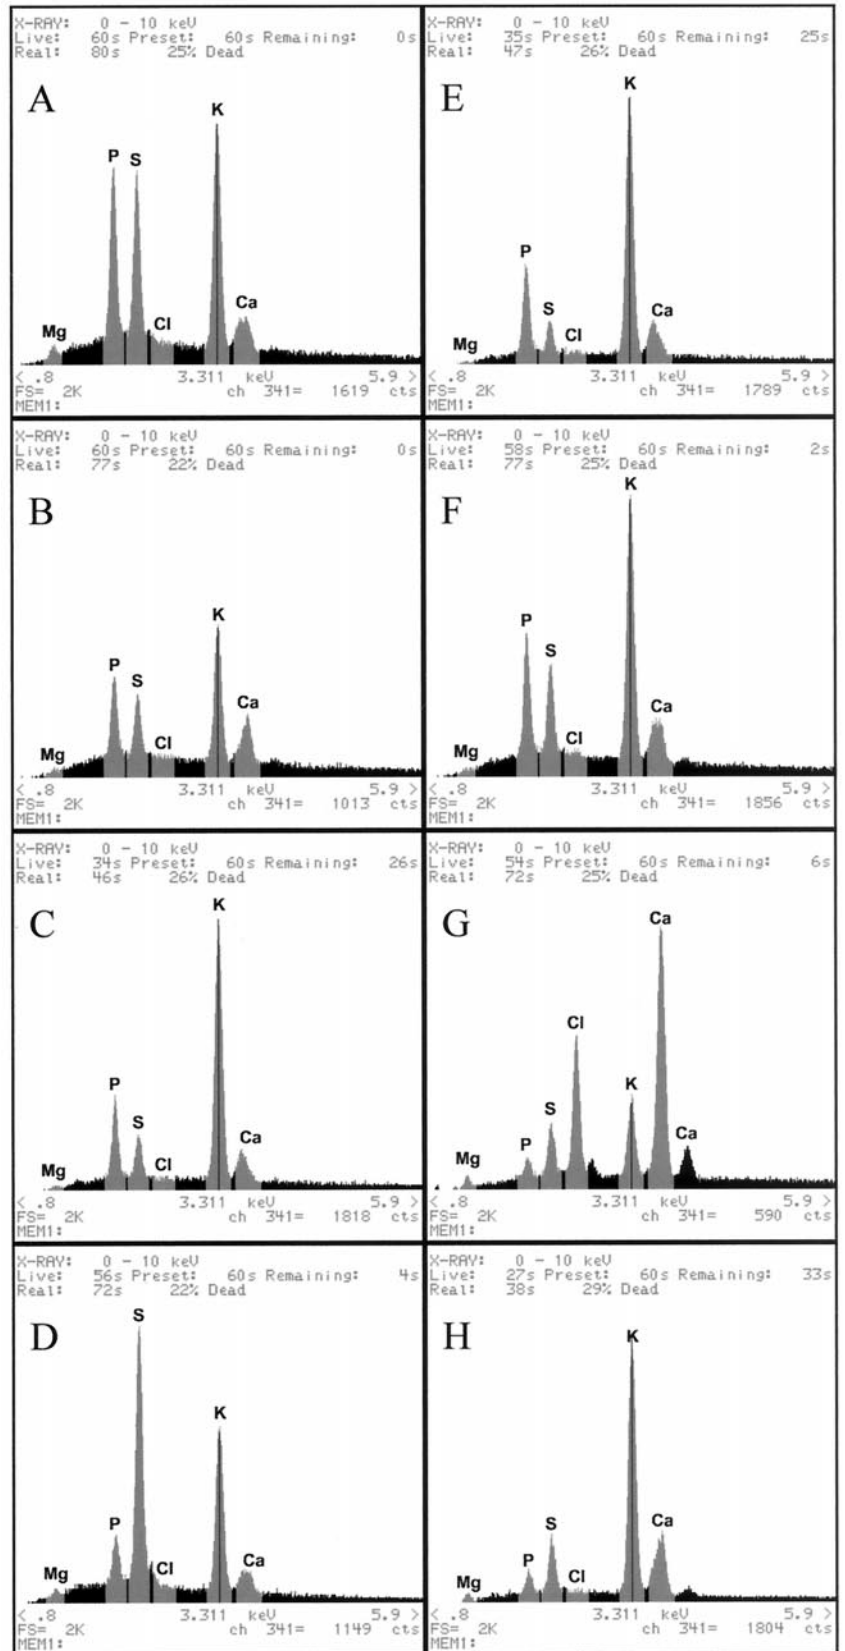 X-RAY: 0 - 10 keV
Live: 60s Preset: 60s Remaining: 0s
Real: 80s 25% Dead
A
K
P S
Ca
Mg Cl
< .8 3.311 keV 5.9 >
FS= 2K ch 341= 1619 cts
MEM1:
X-RAY: 0 - 10 keV
Live: 60s Preset: 60s Remaining: 0s
Real: 77s 22% Dead
B
K
P
S
Ca
Mg Cl
< .8 3.311 keV 5.9 >
FS= 2K ch 341= 1013 cts
MEM1:
X-RAY: 0 - 10 keV
Live: 34s Preset: 60s Remaining: 26s
Real: 46s 26% Dead
C
K
P
S
Ca
Mg Cl
< .8 3.311 keV 5.9 >
FS= 2K ch 341= 1818 cts
MEM1:
X-RAY: 0 - 10 keV
Live: 56s Preset: 60s Remaining: 4s
Real: 72s 22% Dead
D
S
K
P
Ca
Mg Cl
< .8 3.311 keV 5.9 >
FS= 2K ch 341= 1149 cts
MEM1:
X-RAY: 0 - 10 keV
Live: 35s Preset: 60s Remaining: 25s
Real: 47s 26% Dead
E
K
P
S
Ca
Mg Cl
< .8 3.311 keV 5.9 >
FS= 2K ch 341= 1789 cts
MEM1:
X-RAY: 0 - 10 keV
Live: 58s Preset: 60s Remaining: 2s
Real: 77s 25% Dead
F
K
P
S
Ca
Mg Cl
< .8 3.311 keV 5.9 >
FS= 2K ch 341= 1856 cts
MEM1:
X-RAY: 0 - 10 keV
Live: 54s Preset: 60s Remaining: 6s
Real: 72s 25% Dead
G
Ca
Cl
K
S
Ca
P
Mg
< .8 3.311 keV 5.9 >
FS= 2K ch 341= 590 cts
MEM1:
X-RAY: 0 - 10 keV
Live: 27s Preset: 60s Remaining: 33s
Real: 38s 29% Dead
H
K
S Ca
P
Mg Cl
< .8 3.311 keV 5.9 >
FS= 2K ch 341= 1804 cts
MEM1: